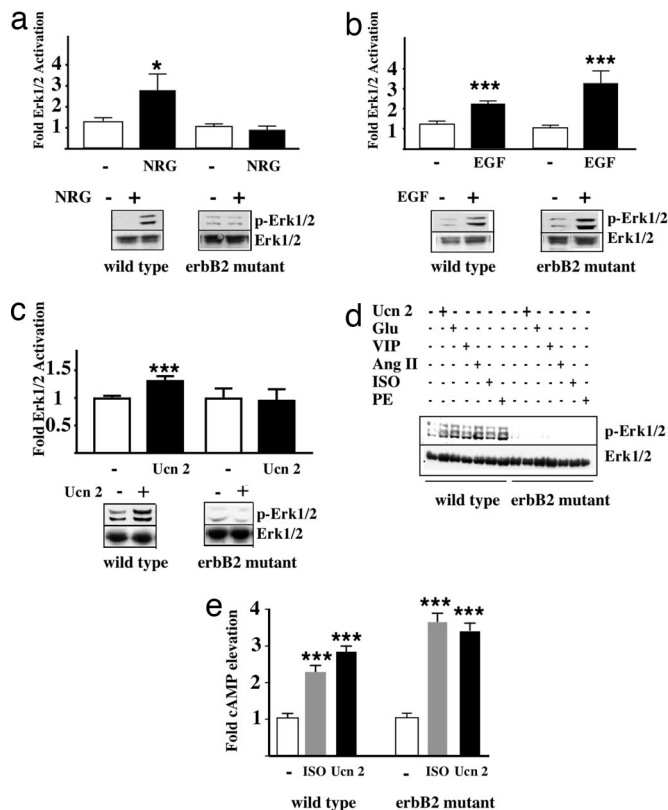 a
Fold Erk1/2 Activation
4
3
2
1
*
- NRG - NRG
NRG - + - +
p-Erk1/2
Erk1/2
wild type erbB2 mutant
b
Fold Erk1/2 Activation
4
3
2
1
*** ***
- EGF - EGF
EGF - + - +
p-Erk1/2
Erk1/2
wild type erbB2 mutant
c
Fold Erk1/2 Activation
1.5
1
0.5
***
- Ucn 2 - Ucn 2
Ucn 2 - + - +
p-Erk1/2
Erk1/2
wild type erbB2 mutant
d
Ucn 2 - + - - - - - - + - - - - -
Glu - - + - - - - - - + - - - -
VIP - - - + - - - - - - + - - -
Ang II - - - - + - - - - - - + - -
ISO - - - - - + - - - - - - + -
PE - - - - - - + - - - - - - +
p-Erk1/2
Erk1/2
wild type erbB2 mutant
e
Fold cAMP elevation
4
3
2
1
*** *** *** ***
- ISO Ucn 2 - ISO Ucn 2
wild type erbB2 mutant